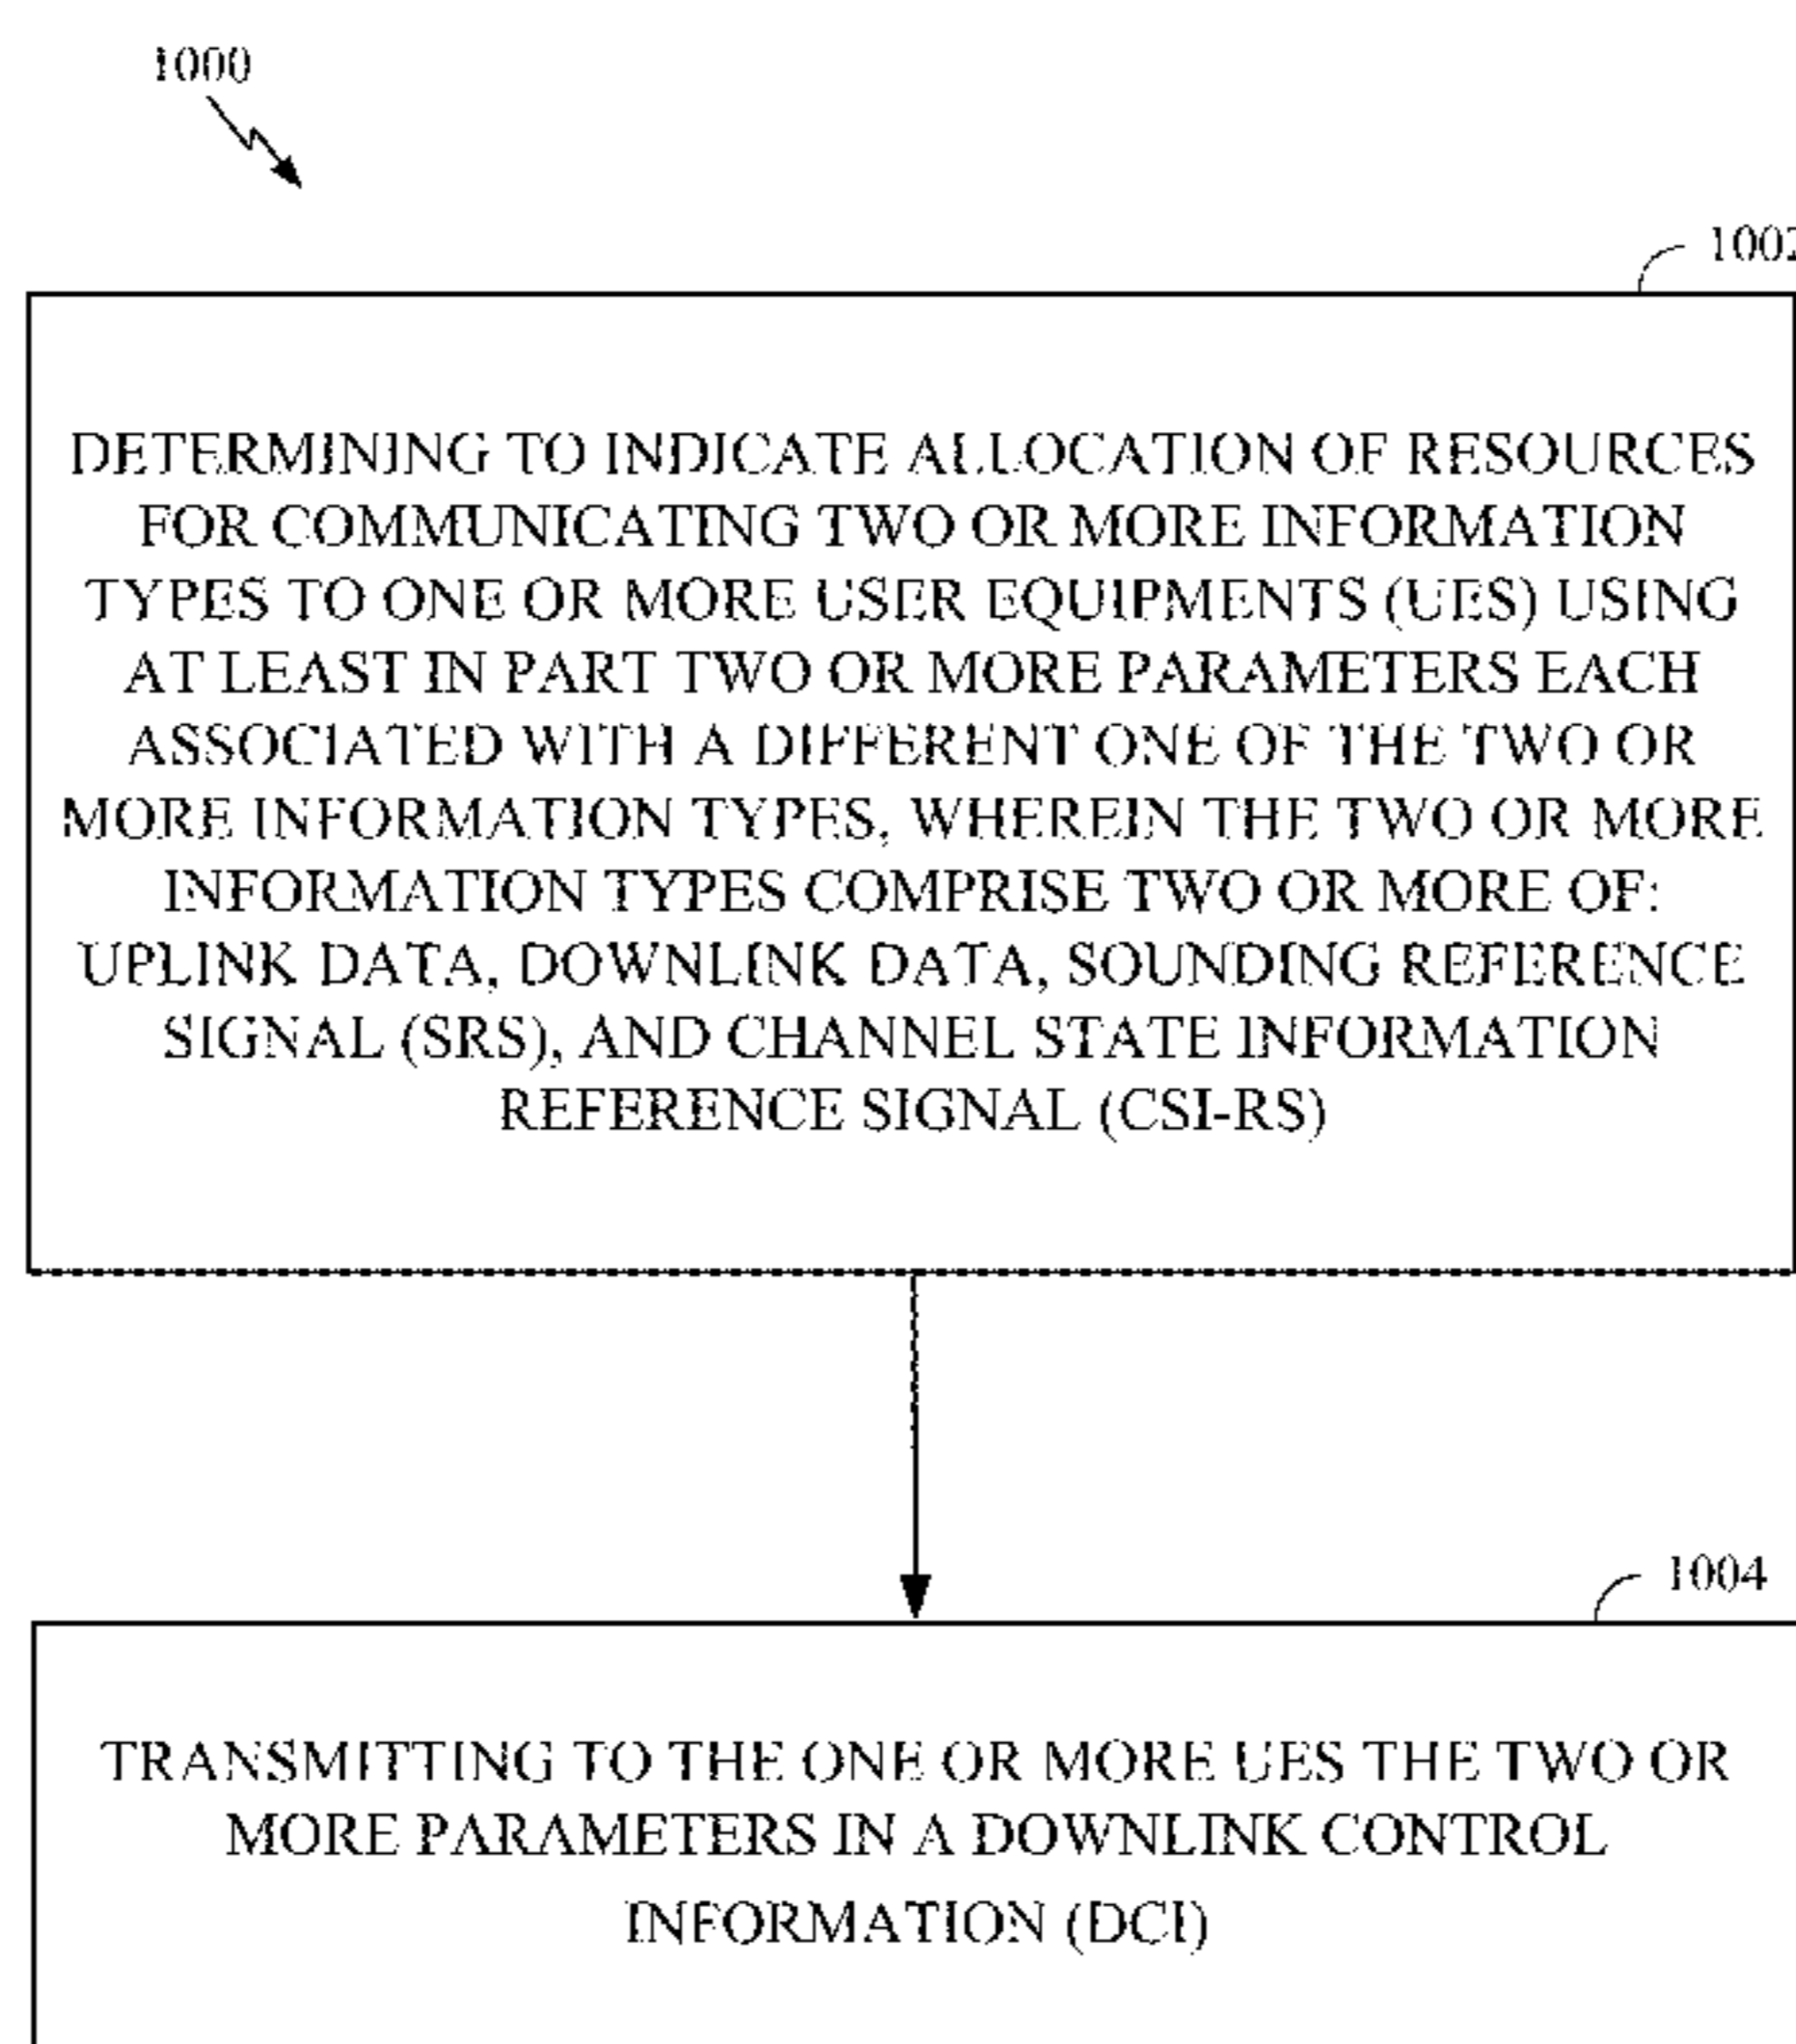 1000
1002
DETERMINING TO INDICATE ALLOCATION OF RESOURCES
FOR COMMUNICATING TWO OR MORE INFORMATION
TYPES TO ONE OR MORE USER EQUIPMENTS (UES) USING
AT LEAST IN PART TWO OR MORE PARAMETERS EACH
ASSOCIATED WITH A DIFFERENT ONE OF THE TWO OR
MORE INFORMATION TYPES, WHEREIN THE TWO OR MORE
INFORMATION TYPES COMPRISE TWO OR MORE OF:
UPLINK DATA, DOWNLINK DATA, SOUNDING REFERENCE
SIGNAL (SRS), AND CHANNEL STATE INFORMATION
REFERENCE SIGNAL (CSI-RS)
1004
TRANSMITTING TO THE ONE OR MORE UES THE TWO OR
MORE PARAMETERS IN A DOWNLINK CONTROL
INFORMATION (DCI)